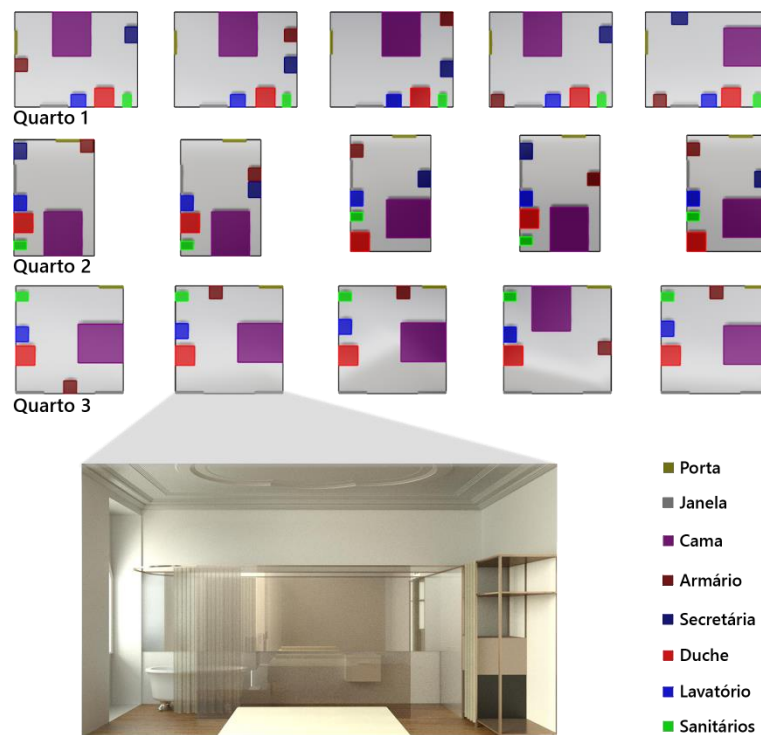 Quarto 1
Quarto 2
Quarto 3
Porta
Janela
Cama
Armário
Secretária
Duche
Lavatório
Sanitários